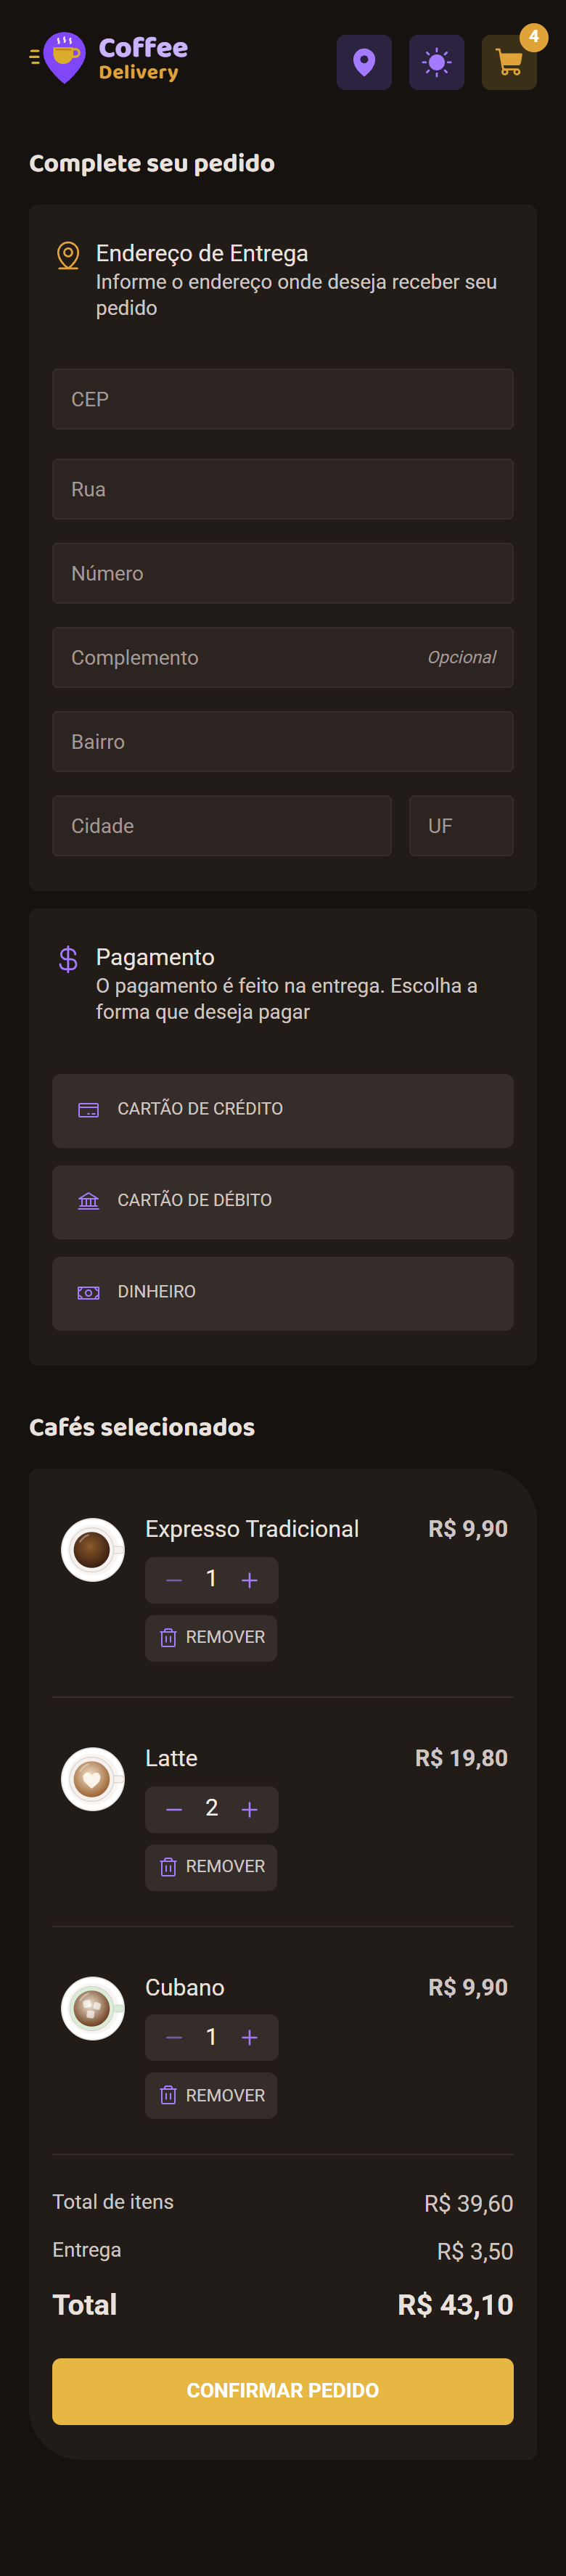 Coffee
Delivery
4
Complete seu pedido
Endereço de Entrega
Informe o endereço onde deseja receber seu
pedido
CEP
Rua
Número
Complemento Opcional
Bairro
Cidade UF
Pagamento
O pagamento é feito na entrega. Escolha a
forma que deseja pagar
CARTÃO DE CRÉDITO
CARTÃO DE DÉBITO
DINHEIRO
Cafés selecionados
Expresso Tradicional R$ 9,90
1
REMOVER
Latte R$ 19,80
2
REMOVER
Cubano R$ 9,90
1
REMOVER
Total de itens R$ 39,60
Entrega R$ 3,50
Total R$ 43,10
CONFIRMAR PEDIDO